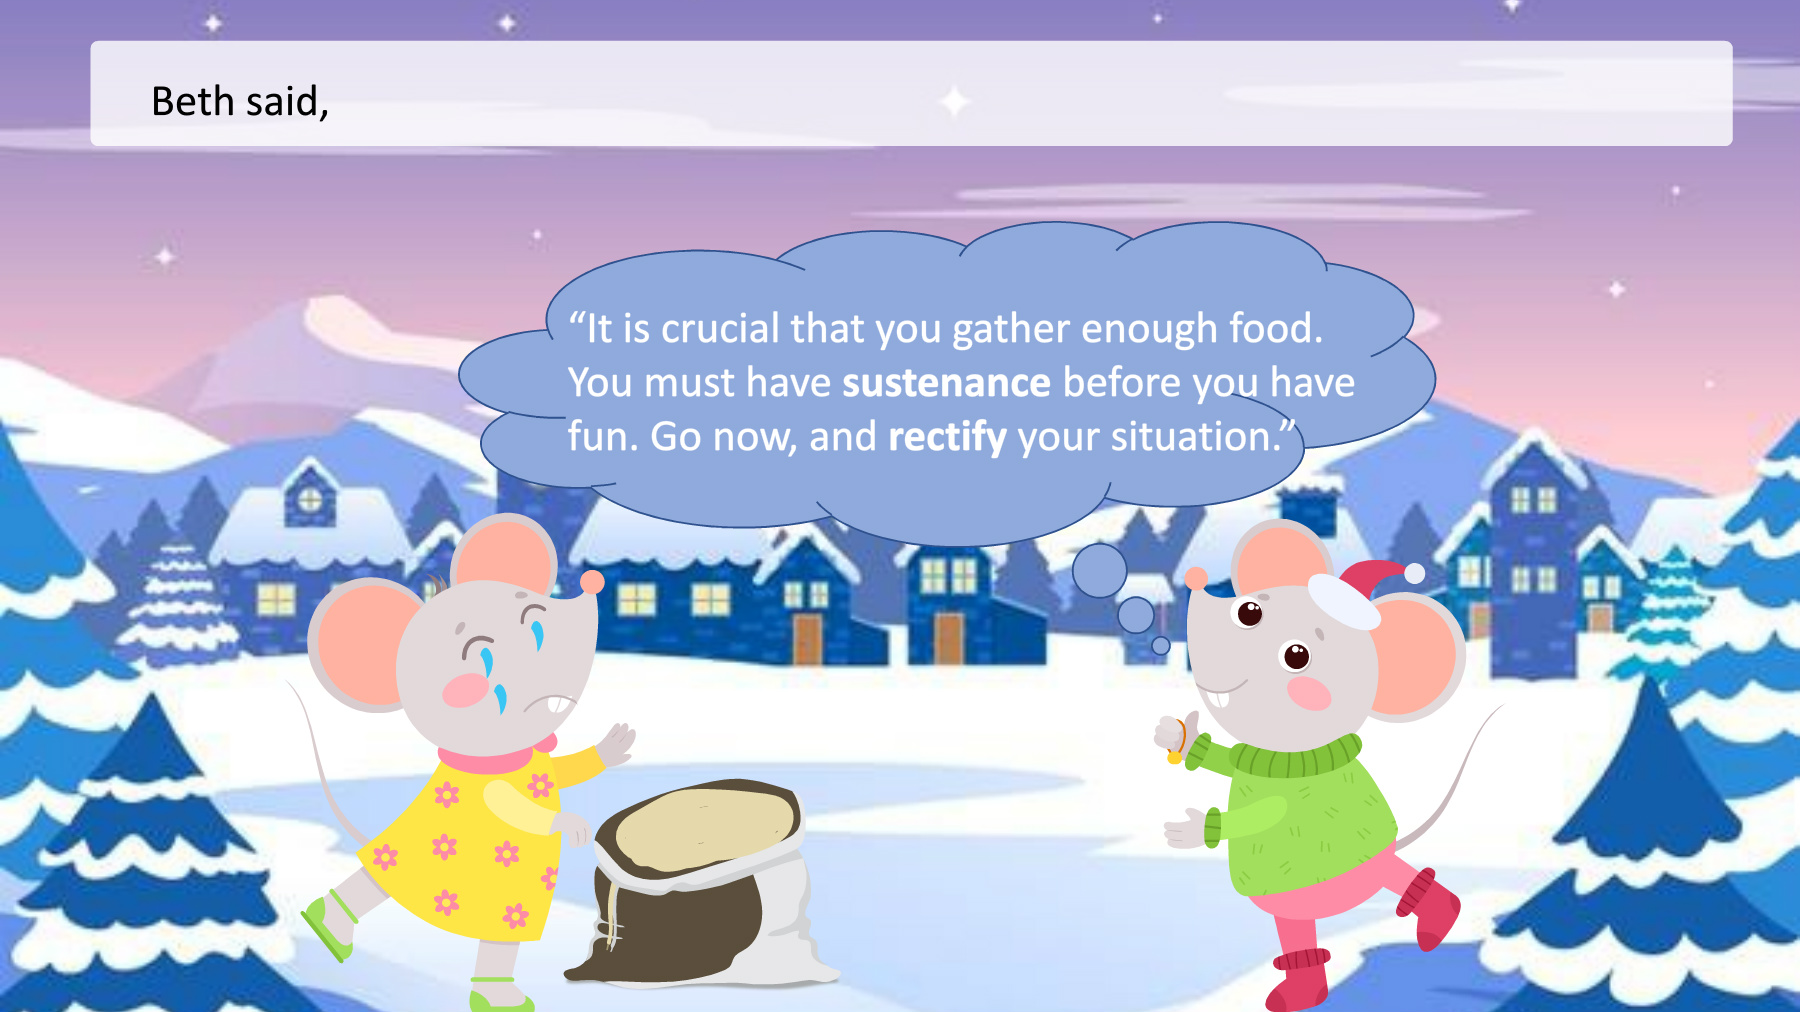 Beth said,
“It is crucial that you gather enough food.
You must have sustenance before you have
fun. Go now, and rectify your situation.”